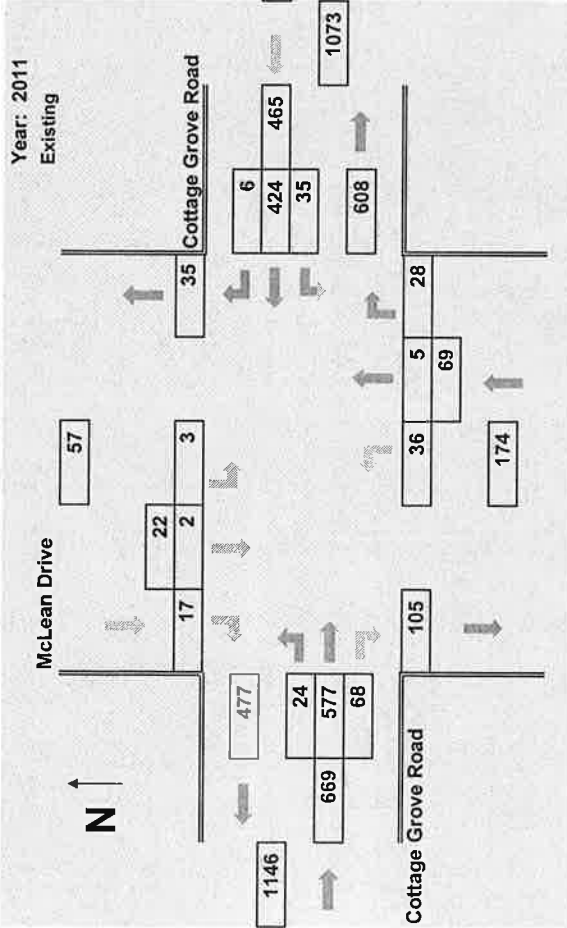 Year: 2011
Existing
McLean Drive
57
22
17 2 3 35
Cottage Grove Road
N
477
6
424 465
35
1146
24
669 577
68
608
1073
105
36 5 28
69
174
Cottage Grove Road